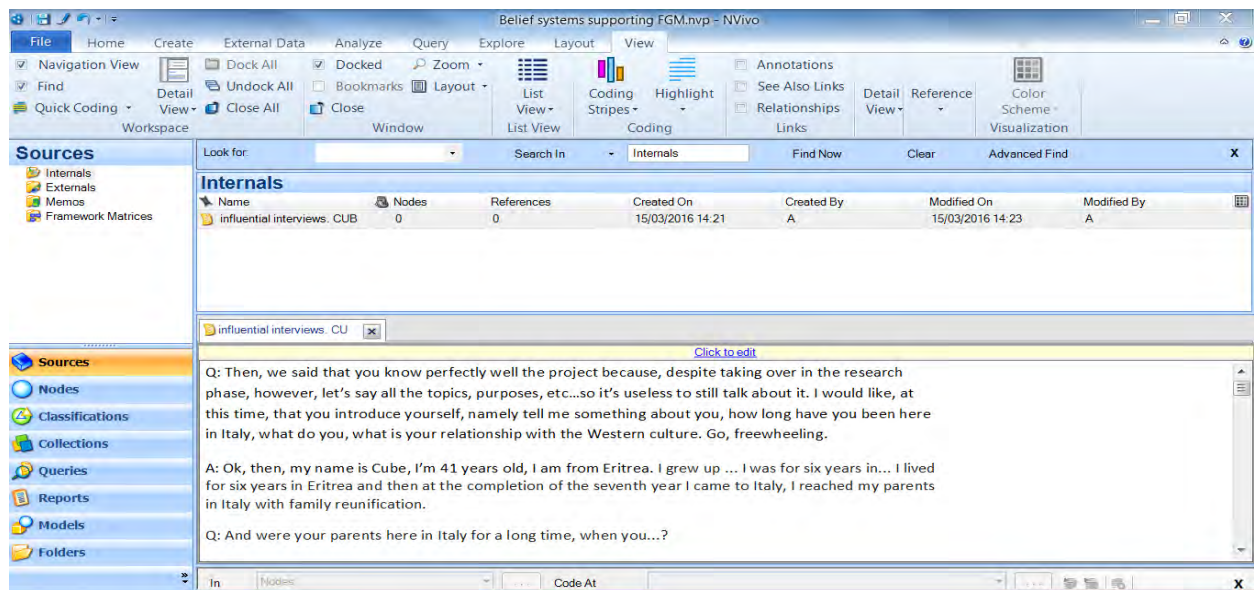 Belief systems supporting FGM.nvp - NVivo
File Home Create External Data Analyze Query Explore Layout View
Navigation View
Find
Quick Coding
Detail View
Workspace
Dock All
Undock All
Close All
Docked
Bookmarks
Close
Zoom
Layout
Window
List View
List View
Coding Stripes
Highlight
Coding
Annotations
See Also Links
Relationships
Links
Detail View
Reference
Color Scheme
Visualization
Sources
Internals
Externals
Memos
Framework Matrices
Look for Search In Internals Find Now Clear Advanced Find x
Internals
Name Nodes References Created On Created By Modified On Modified By
influential interviews. CUB 0 0 15/03/2016 14:21 A 15/03/2016 14:23 A
influential interviews. CU x
Click to edit
Q: Then, we said that you know perfectly well the project because, despite taking over in the research
phase, however, let's say all the topics, purposes, etc...so it's useless to still talk about it. I would like, at
this time, that you introduce yourself, namely tell me something about you, how long have you been here
in Italy, what do you, what is your relationship with the Western culture. Go, freewheeling.
A: Ok, then, my name is Cube, I'm 41 years old, I am from Eritrea. I grew up ... I was for six years in... I lived
for six years in Eritrea and then at the completion of the seventh year I came to Italy, I reached my parents
in Italy with family reunification.
Q: And were your parents here in Italy for a long time, when you...?
Sources
Nodes
Classifications
Collections
Queries
Reports
Models
Folders
In Nodes ... Code At ... x